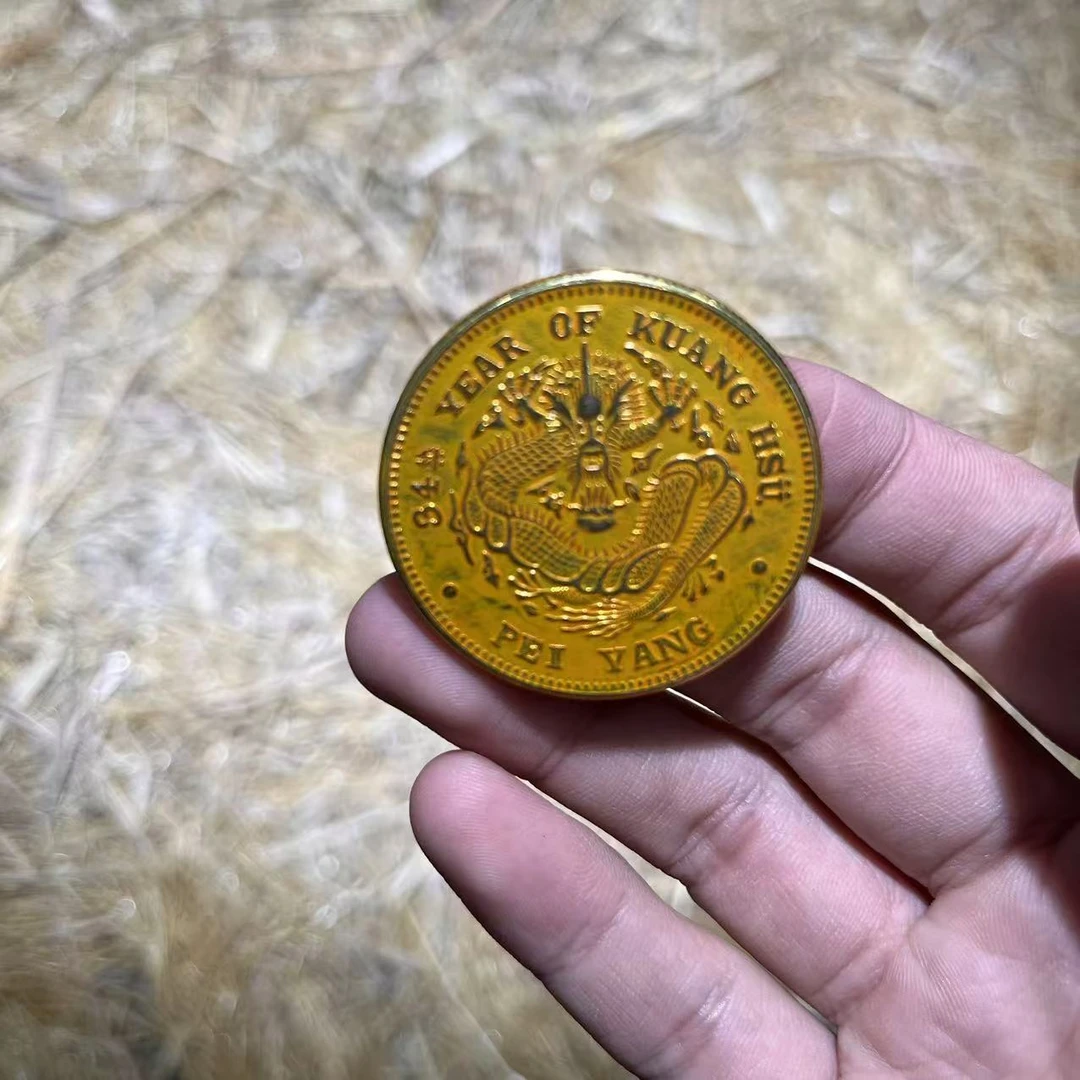 34TH YEAR OF KUANG HSÜ
PEI YANG